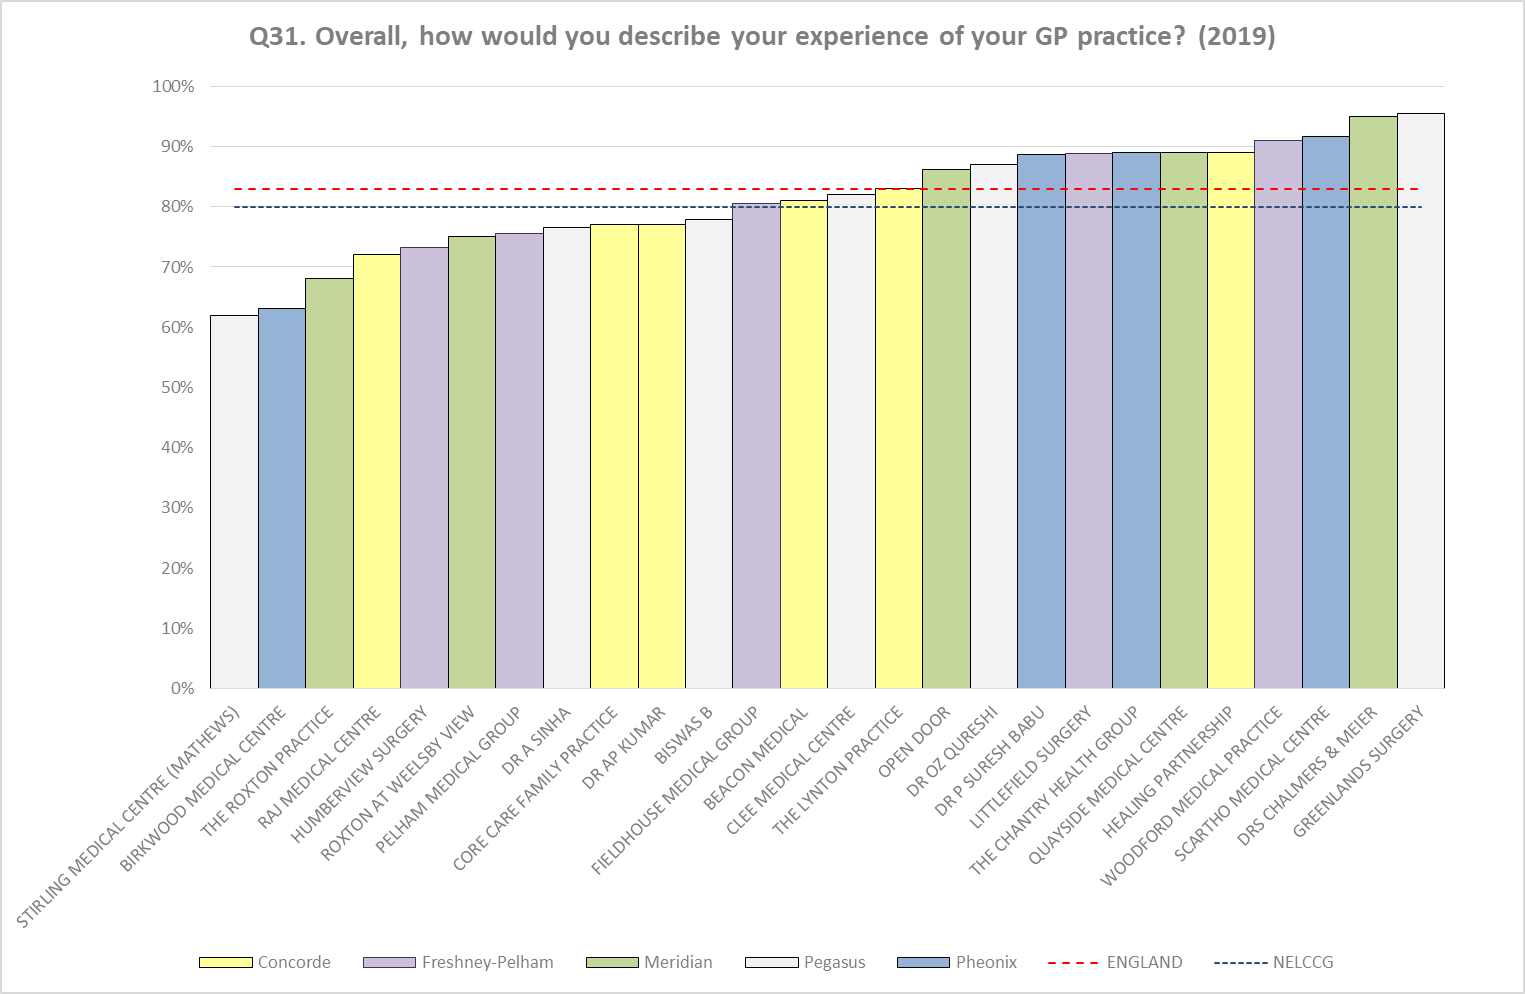 Q31. Overall, how would you describe your experience of your GP practice? (2019)
100%
90%
80%
70%
60%
50%
40%
30%
20%
10%
0%
STIRLING MEDICAL CENTRE (MATHEWS)
BIRKWOOD MEDICAL CENTRE
THE ROXTON PRACTICE
RAJ MEDICAL CENTRE
HUMBERVIEW SURGERY
ROXTON AT WEELSBY VIEW
PELHAM MEDICAL GROUP
DR A SINHA
CORE CARE FAMILY PRACTICE
DR AP KUMAR
BISWAS B
FIELDHOUSE MEDICAL GROUP
BEACON MEDICAL
CLEE MEDICAL CENTRE
THE LYNTON PRACTICE
OPEN DOOR
DR OZ QURESHI
DR P SURESH BABU
LITTLEFIELD SURGERY
THE CHANTRY HEALTH GROUP
QUAYSIDE MEDICAL CENTRE
HEALING PARTNERSHIP
WOODFORD MEDICAL PRACTICE
SCARTHO MEDICAL CENTRE
DRS CHALMERS & MEIER
GREENLANDS SURGERY
Concorde Freshney-Pelham Meridian Pegasus Pheonix ENGLAND NELCCG